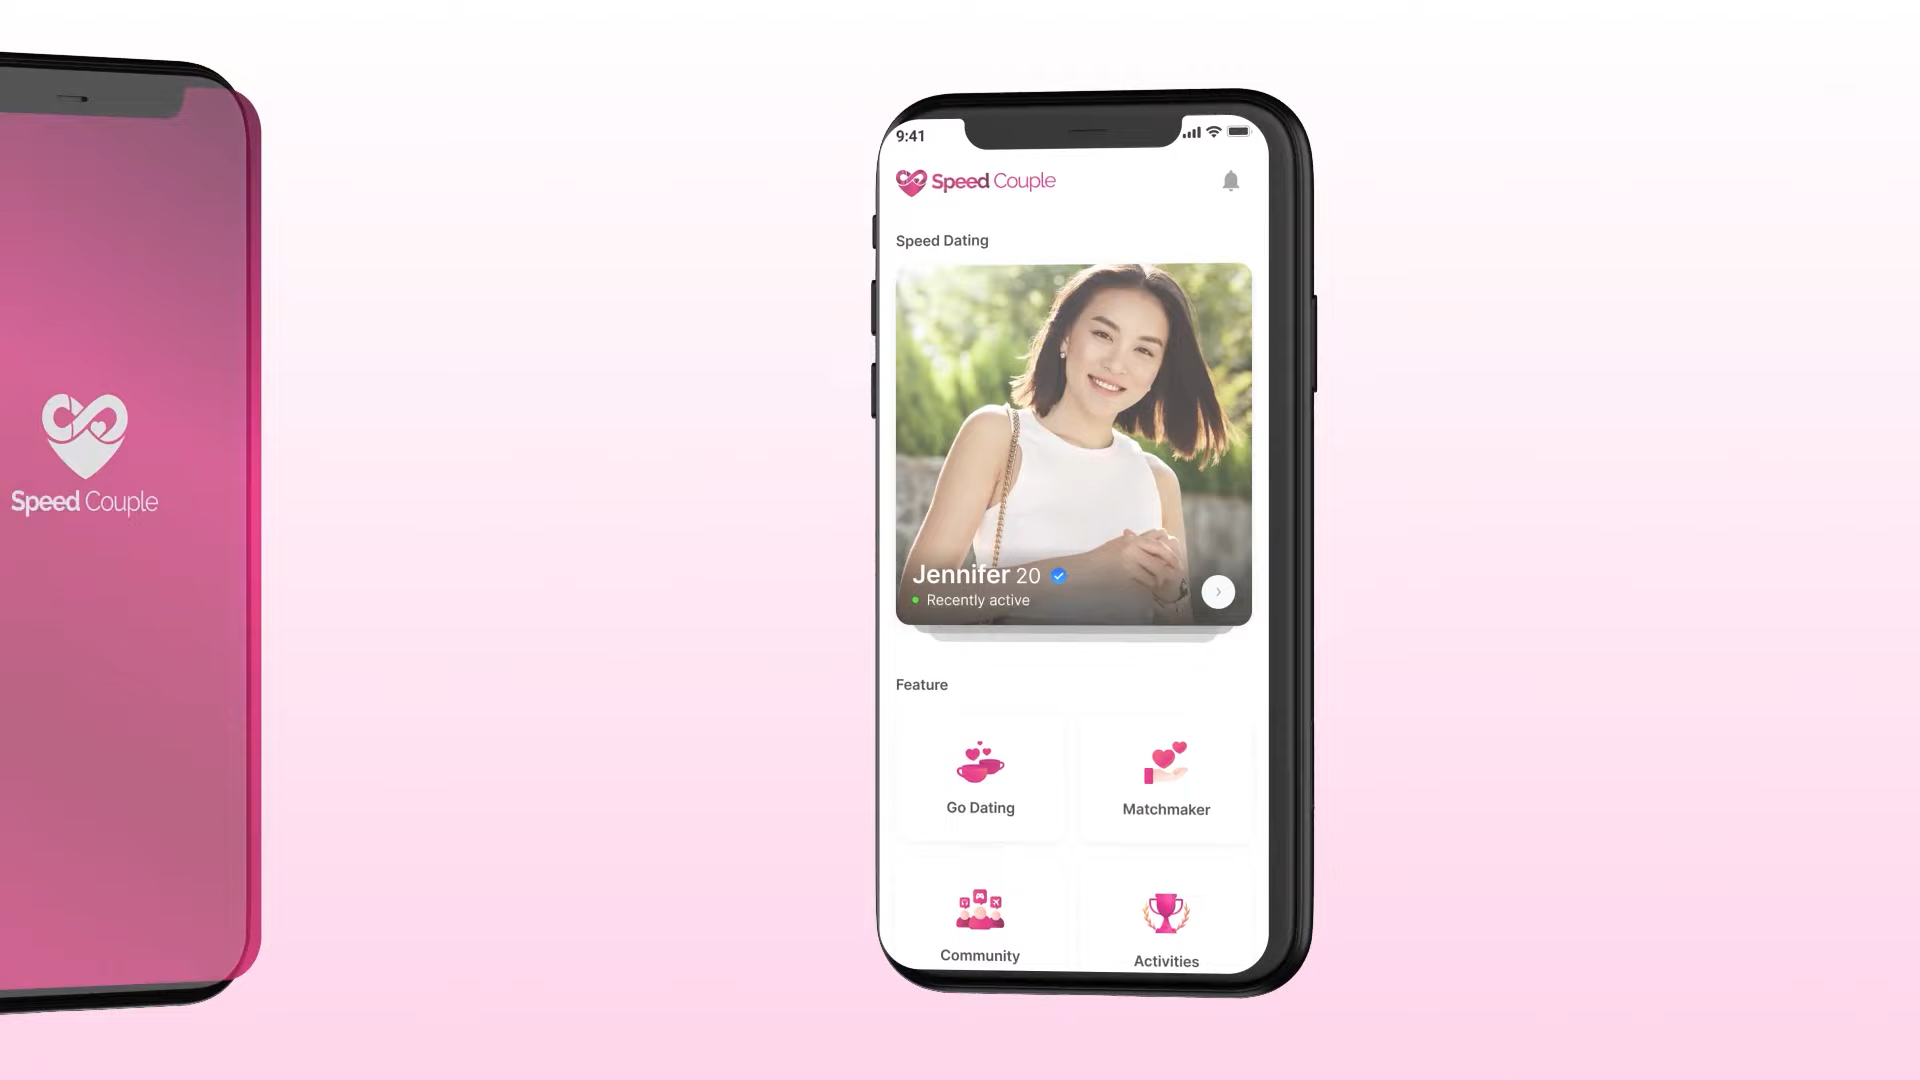 Speed Couple
9:41
Speed Couple
Speed Dating
Jennifer 20
Recently active
Feature
Go Dating
Matchmaker
Community
Activities